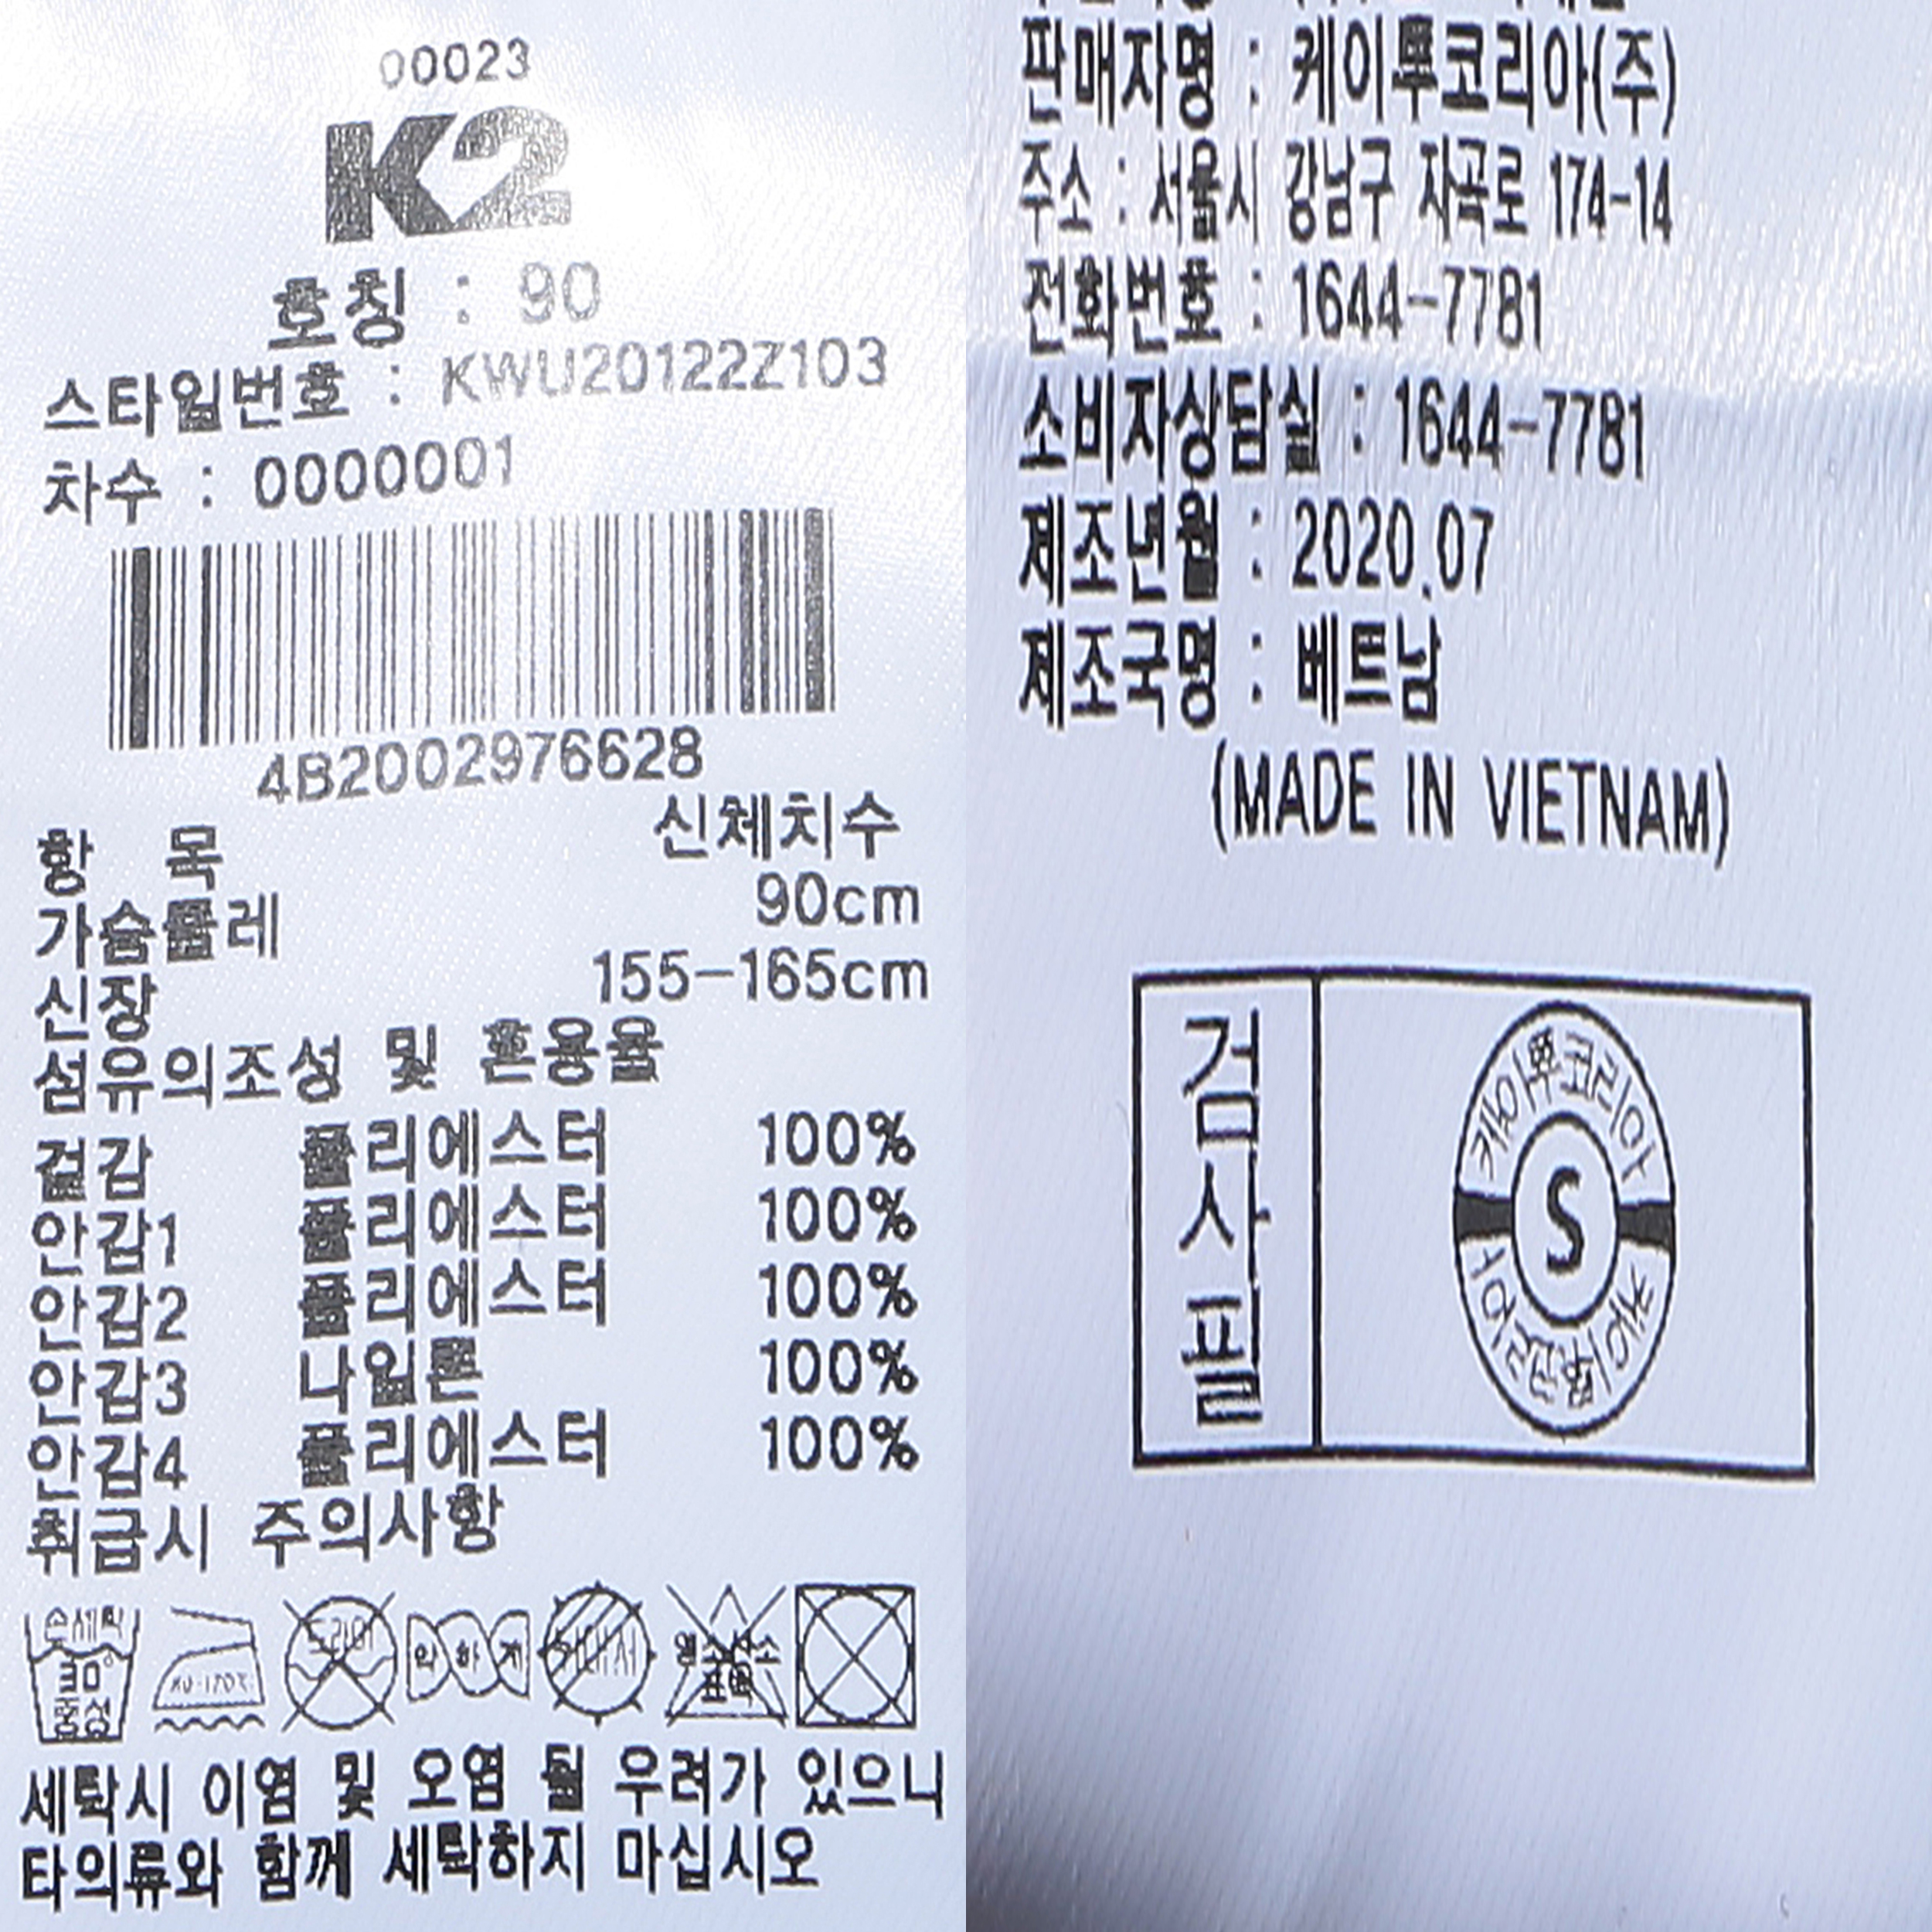 00023
K2
호칭 : 90
스타일번호 : KWU20122Z103
차수 : 0000001
4B2002976628
항 목 신체치수
가슴둘레 90cm
신장 155-165cm
섬유의조성 및 혼용율
겉감 폴리에스터 100%
안감1 폴리에스터 100%
안감2 폴리에스터 100%
안감3 나일론 100%
안감4 폴리에스터 100%
취급시 주의사항
손세탁
30°
중성
드라이
약하게
염소산소
표백
세탁시 이염 및 오염 될 우려가 있으니
타의류와 함께 세탁하지 마십시오
판매자명 : 케이투코리아(주)
주소 : 서울시 강남구 자곡로 174-14
전화번호 : 1644-7781
소비자상담실 : 1644-7781
제조년월 : 2020.07
제조국명 : 베트남
(MADE IN VIETNAM)
검사필
케이투코리아
S